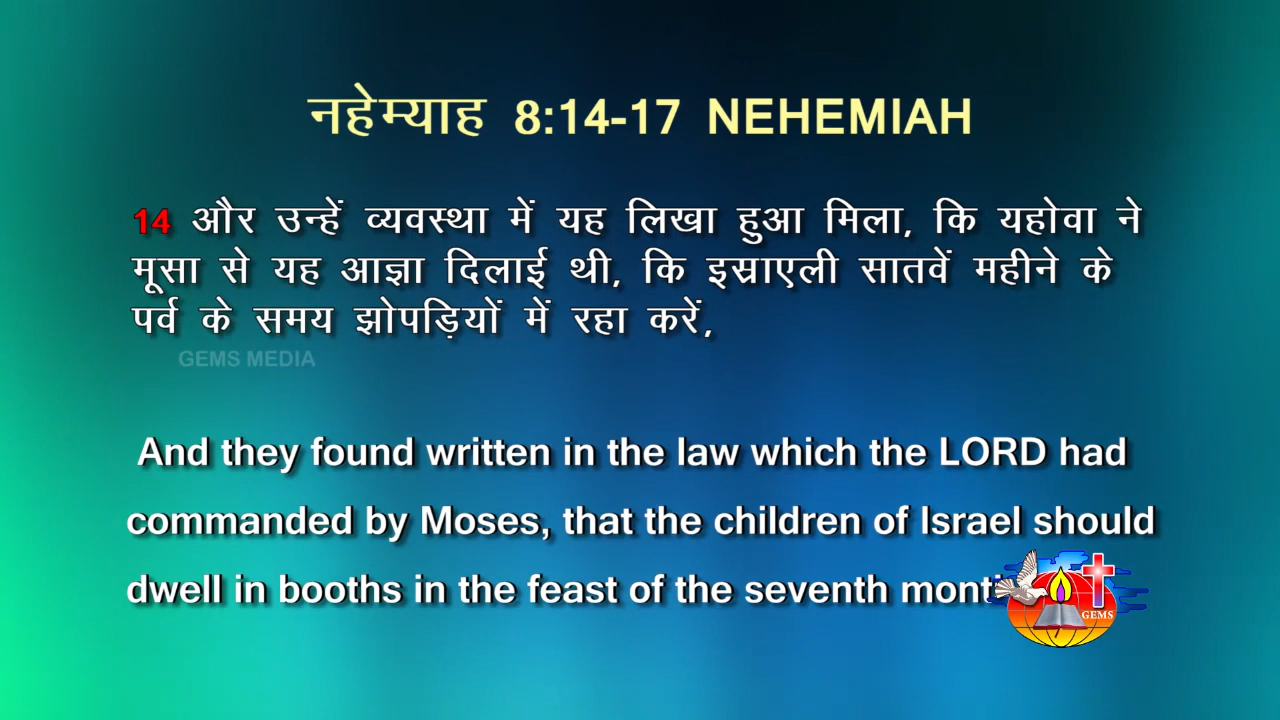 नहेम्याह 8:14-17 NEHEMIAH
14 और उन्हें व्यवस्था में यह लिखा हुआ मिला, कि यहोवा ने
मूसा से यह आज्ञा दिलाई थी, कि इस्राएली सातवें महीने के
पर्व के समय झोपड़ियों में रहा करें,
GEMS MEDIA
And they found written in the law which the LORD had
commanded by Moses, that the children of Israel should
dwell in booths in the feast of the seventh
GEMS